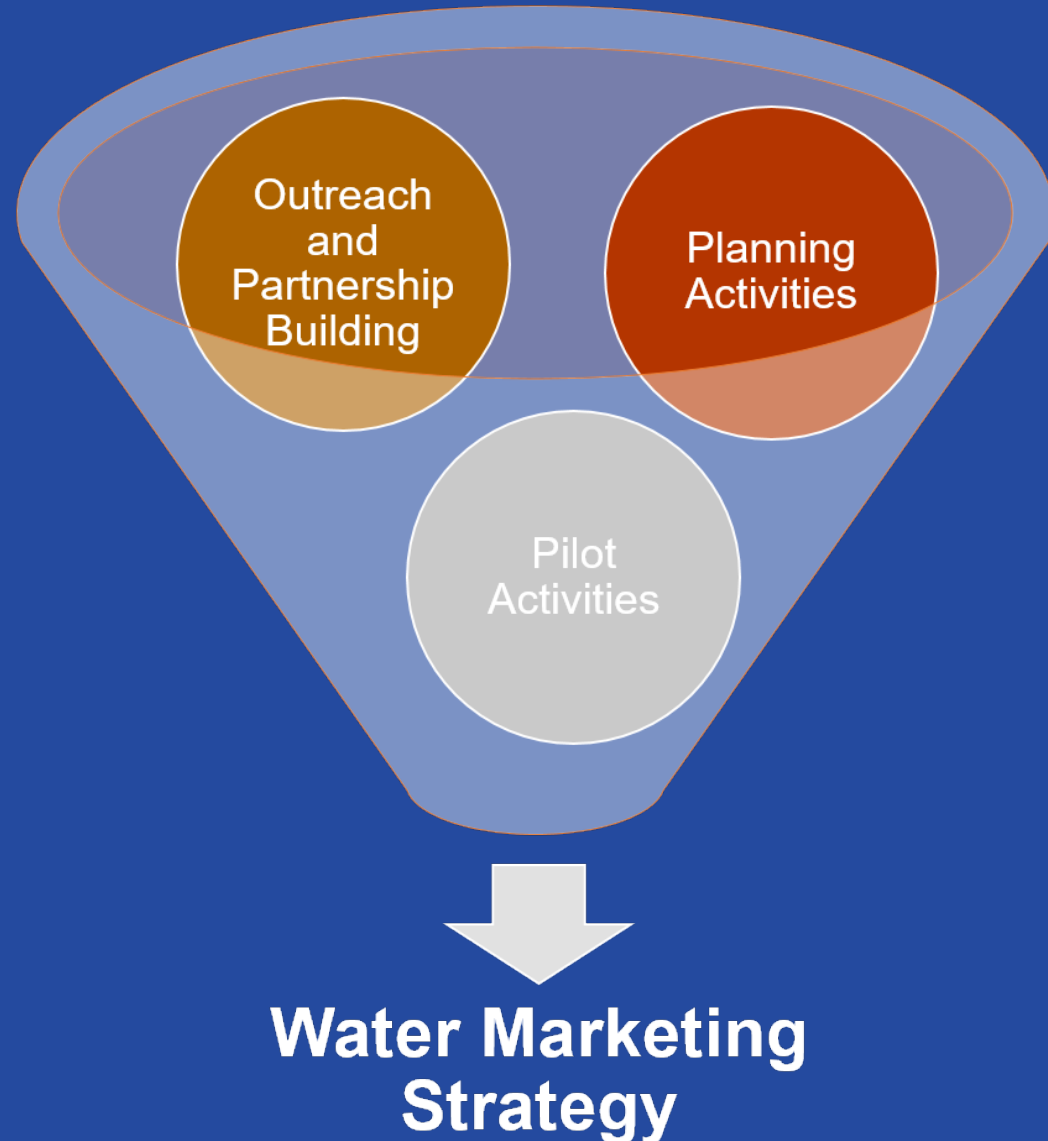 Outreach
and
Partnership
Building
Planning
Activities
Pilot
Activities
Water Marketing
Strategy